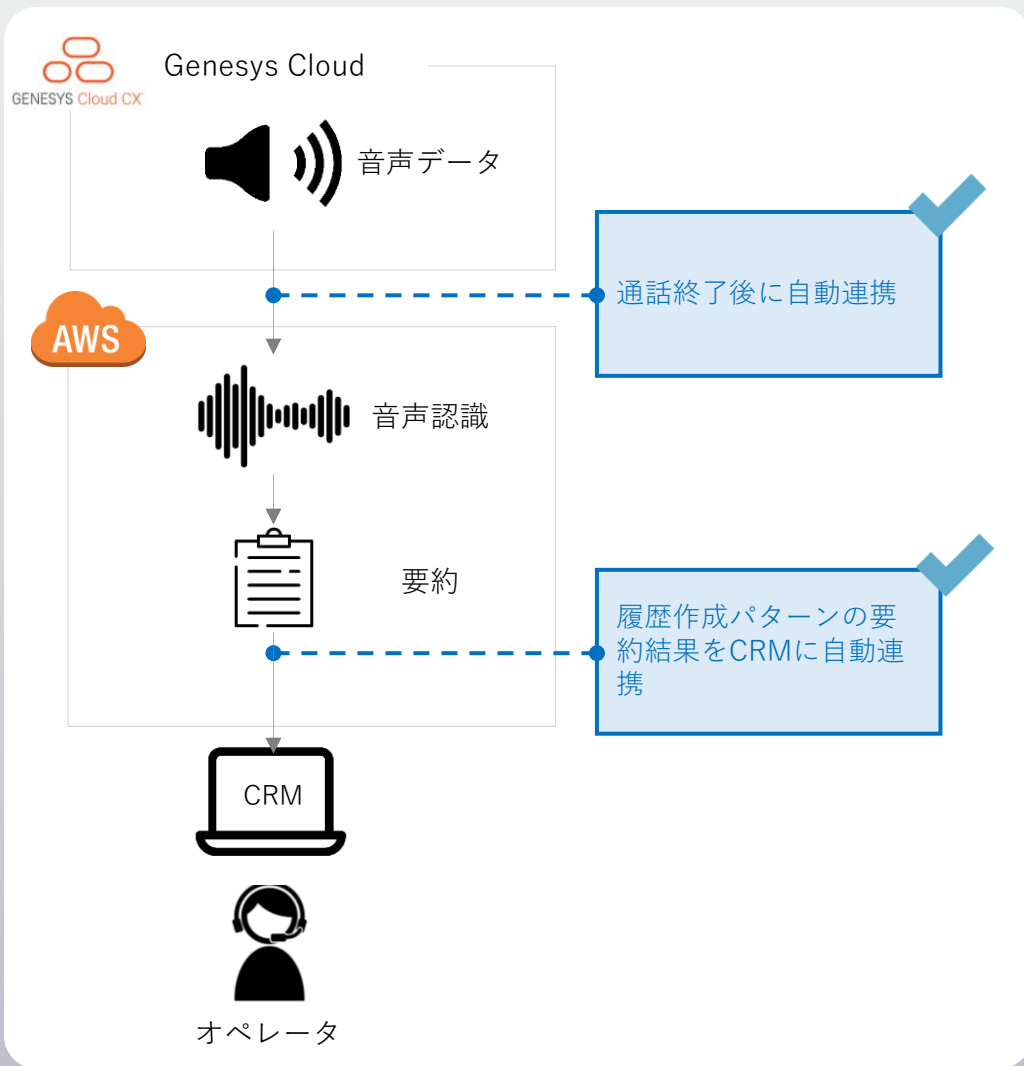 Genesys Cloud
GENESYS Cloud CX
音声データ
通話終了後に自動連携
AWS
音声認識
要約
履歴作成パターンの要
約結果をCRMに自動連
携
CRM
オペレータ